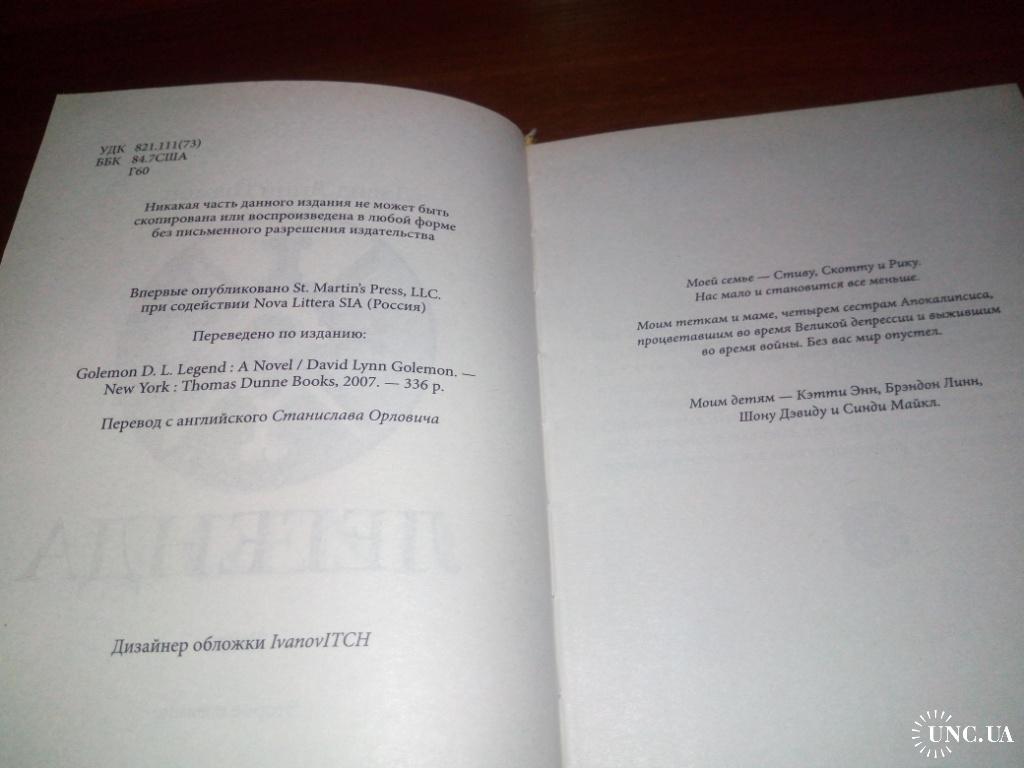 УДК 821.111(73)
ББК 84.7США
Г60
Никакая часть данного издания не может быть
скопирована или воспроизведена в любой форме
без письменного разрешения издательства
Впервые опубликовано St. Martin's Press, LLC.
при содействии Nova Littera SIA (Россия)
Переведено по изданию:
Golemon D. L. Legend : A Novel / David Lynn Golemon. —
New York : Thomas Dunne Books, 2007. — 336 p.
Перевод с английского Станислава Орловича
ЛЕГЕНДА
Дизайнер обложки IvanovITCH
Моей семье — Стиву, Скотту и Рику.
Нас мало и становится все меньше.
Моим теткам и маме, четырем сестрам Апокалипсиса,
процветавшим во время Великой депрессии и выжившим
во время войны. Без вас мир опустел.
Моим детям — Кэтти Энн, Брэндон Линн,
Шону Дэвиду и Синди Майкл.
UNC.UA